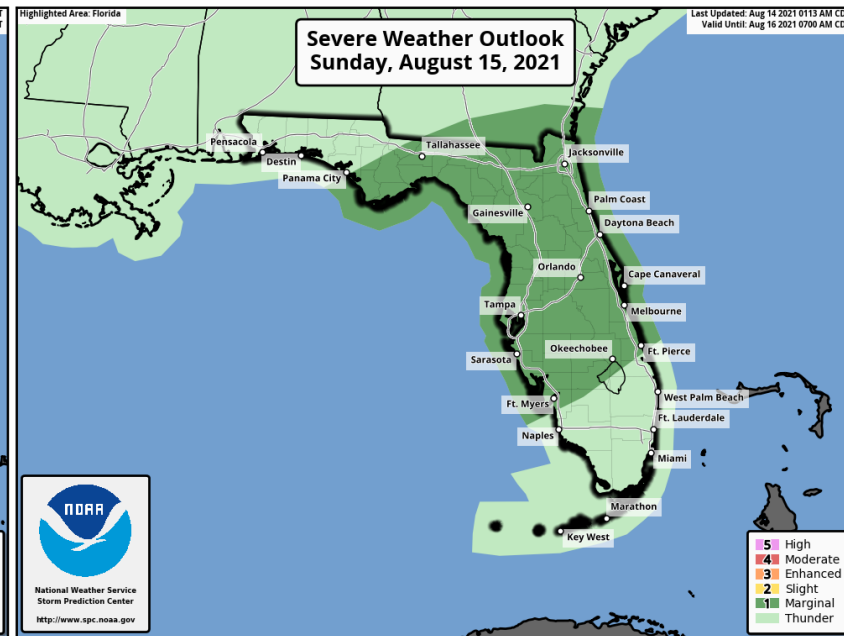 Highlighted Area: Florida
Last Updated: Aug 14 2021 0113 AM CD
Valid Until: Aug 16 2021 0700 AM CD
Severe Weather Outlook
Sunday, August 15, 2021
Pensacola
Destin
Panama City
Tallahassee
Jacksonville
Palm Coast
Gainesville
Daytona Beach
Orlando
Cape Canaveral
Tampa
Melbourne
Okeechobee
Ft. Pierce
Sarasota
West Palm Beach
Ft. Myers
Ft. Lauderdale
Naples
Miami
Marathon
Key West
NOAA
National Weather Service
Storm Prediction Center
http://www.spc.noaa.gov
5 High
4 Moderate
3 Enhanced
2 Slight
1 Marginal
Thunder